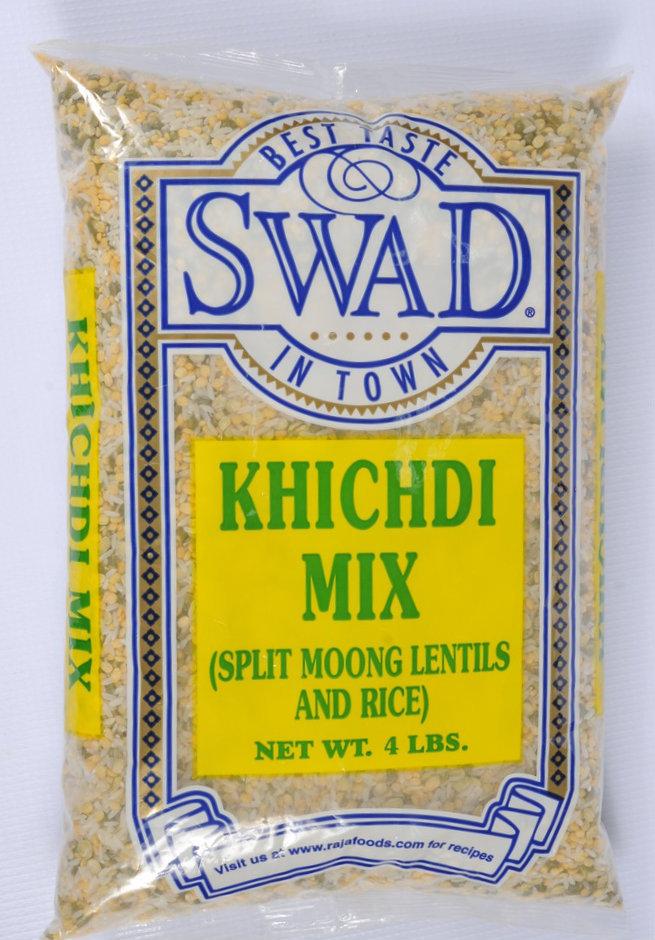 BEST TASTE
SWAD®
IN TOWN
KHICHDI
MIX
(SPLIT MOONG LENTILS
AND RICE)
NET WT. 4 LBS.
Visit us at www.rajafoods.com for recipes
KHICHDI MIX